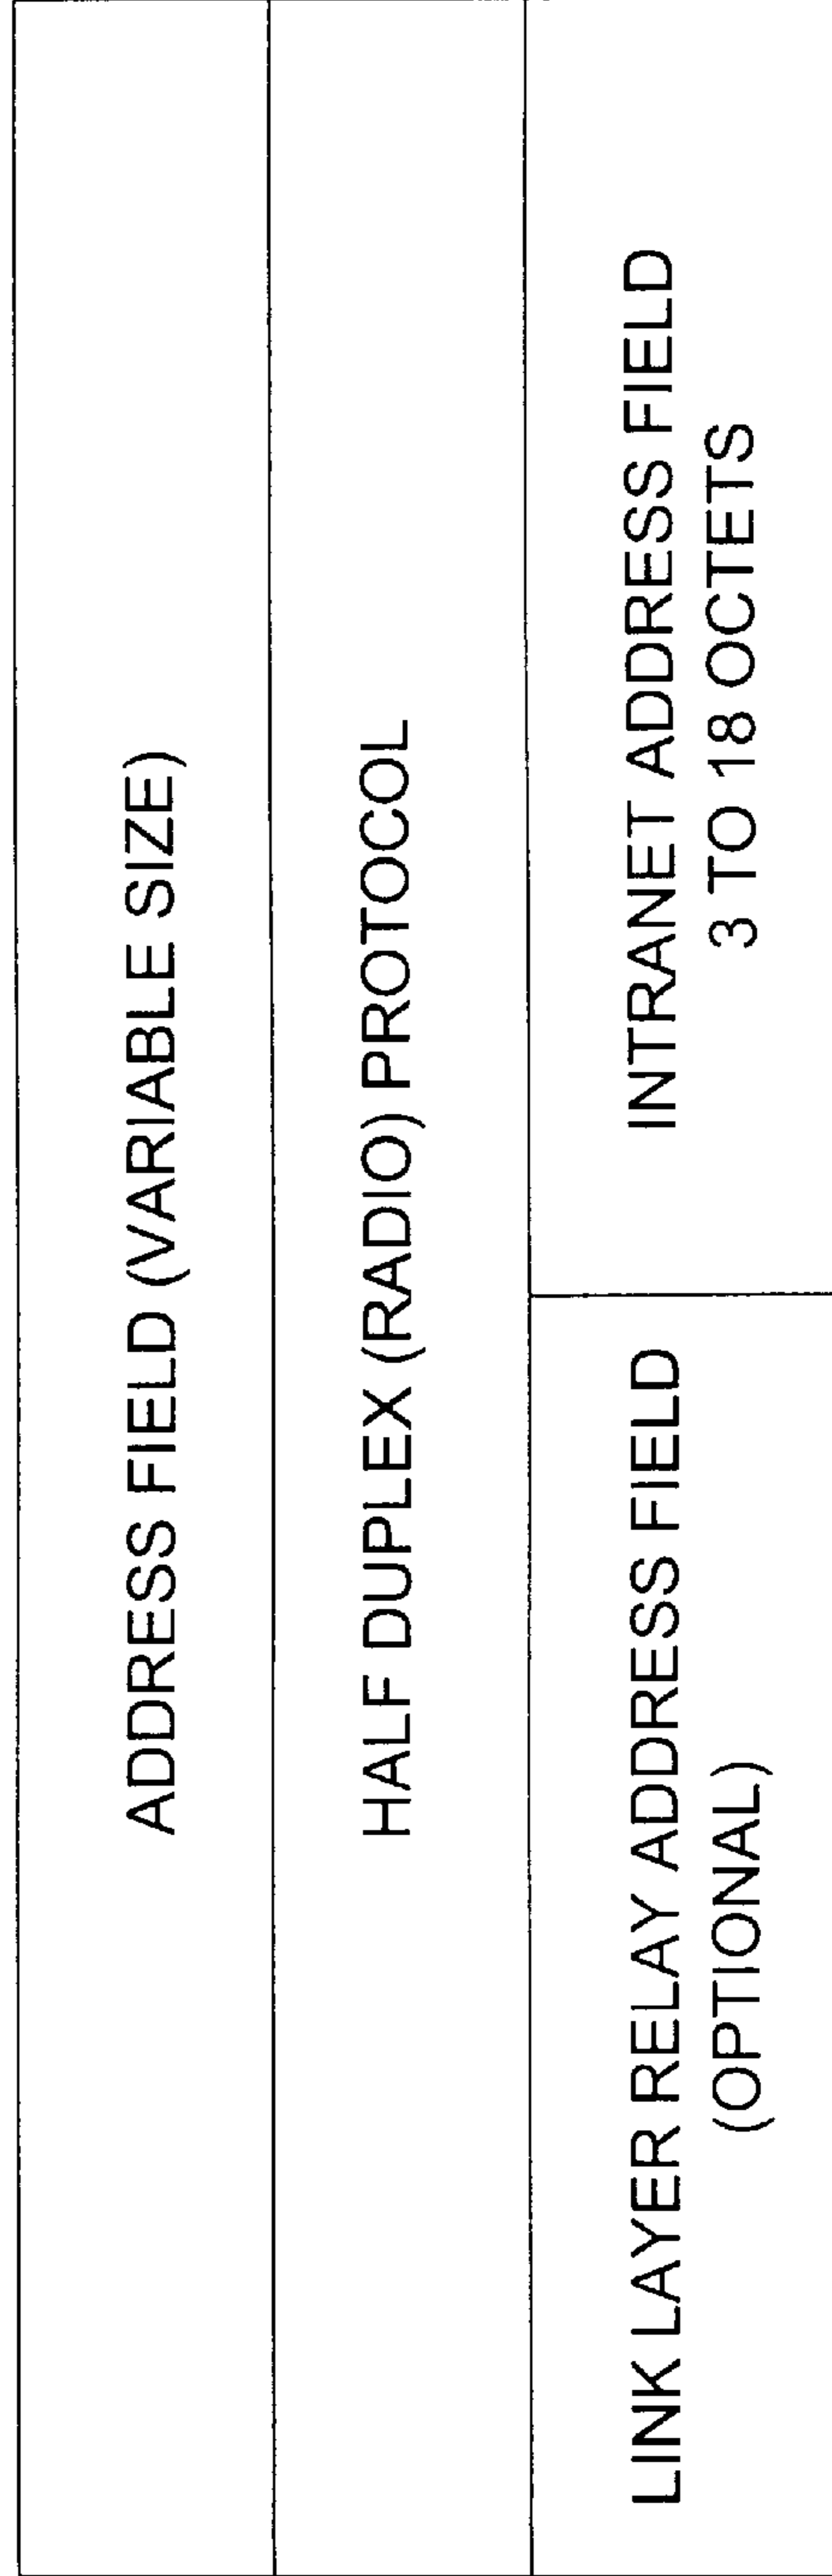 ADDRESS FIELD (VARIABLE SIZE)
HALF DUPLEX (RADIO) PROTOCOL
LINK LAYER RELAY ADDRESS FIELD
(OPTIONAL)
INTRANET ADDRESS FIELD
3 TO 18 OCTETS